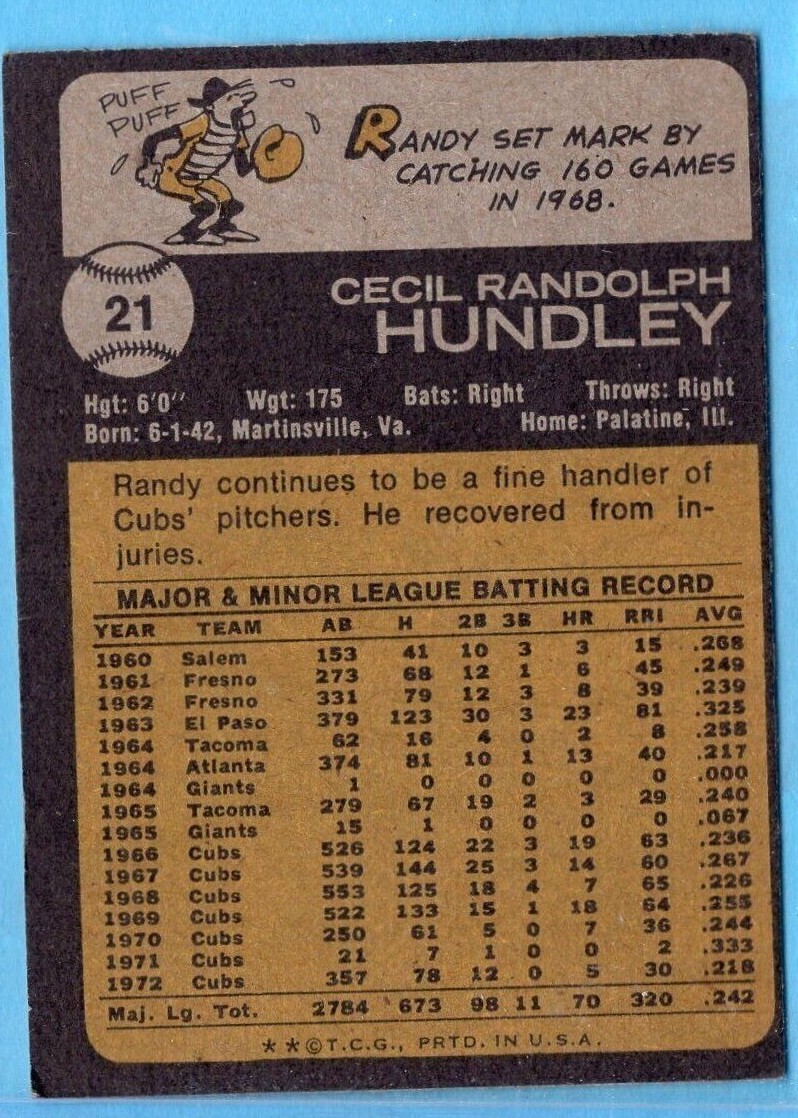 PUFF
PUFF
RANDY SET MARK BY
CATCHING 160 GAMES
IN 1968.
21
CECIL RANDOLPH
HUNDLEY
Hgt: 6'0" Wgt: 175 Bats: Right Throws: Right
Born: 6-1-42, Martinsville, Va. Home: Palatine, Ill.
Randy continues to be a fine handler of
Cubs' pitchers. He recovered from in-
juries.
MAJOR & MINOR LEAGUE BATTING RECORD
YEAR TEAM AB H 2B 3B HR RBI AVG
1960 Salem 153 41 10 3 3 15 .268
1961 Fresno 273 68 12 1 6 45 .249
1962 Fresno 331 79 12 3 8 39 .239
1963 El Paso 379 123 30 3 23 81 .325
1964 Tacoma 62 16 4 0 2 8 .258
1964 Atlanta 374 81 10 1 13 40 .217
1964 Giants 1 0 0 0 0 0 .000
1965 Tacoma 279 67 19 2 3 29 .240
1965 Giants 15 1 0 0 0 0 .067
1966 Cubs 526 124 22 3 19 63 .236
1967 Cubs 539 144 25 3 14 60 .267
1968 Cubs 553 125 18 4 7 65 .226
1969 Cubs 522 133 15 1 18 64 .255
1970 Cubs 250 61 5 0 7 36 .244
1971 Cubs 21 7 1 0 0 2 .333
1972 Cubs 357 78 12 0 5 30 .218
Maj. Lg. Tot. 2784 673 98 11 70 320 .242
**©T.C.G., PRTD. IN U.S.A.